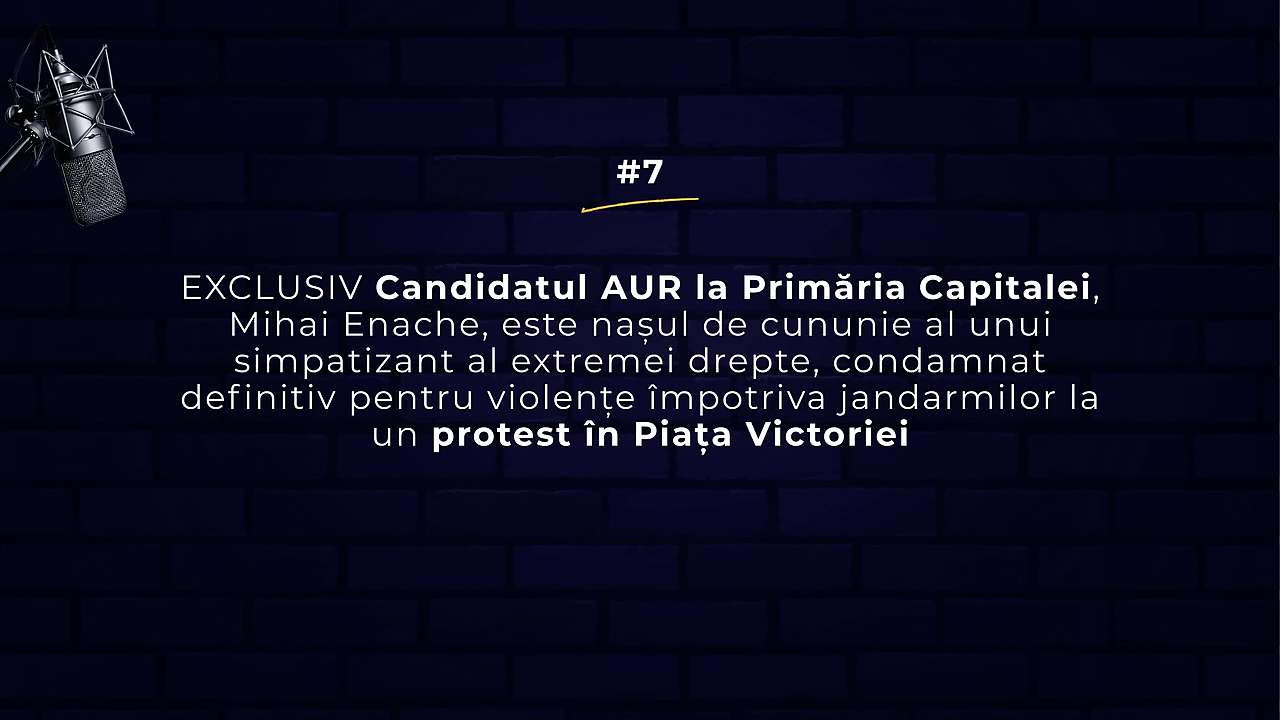 #7
EXCLUSIV Candidatul AUR la Primăria Capitalei,
Mihai Enache, este nașul de cununie al unui
simpatizant al extremei drepte, condamnat
definitiv pentru violențe împotriva jandarmilor la
un protest în Piața Victoriei